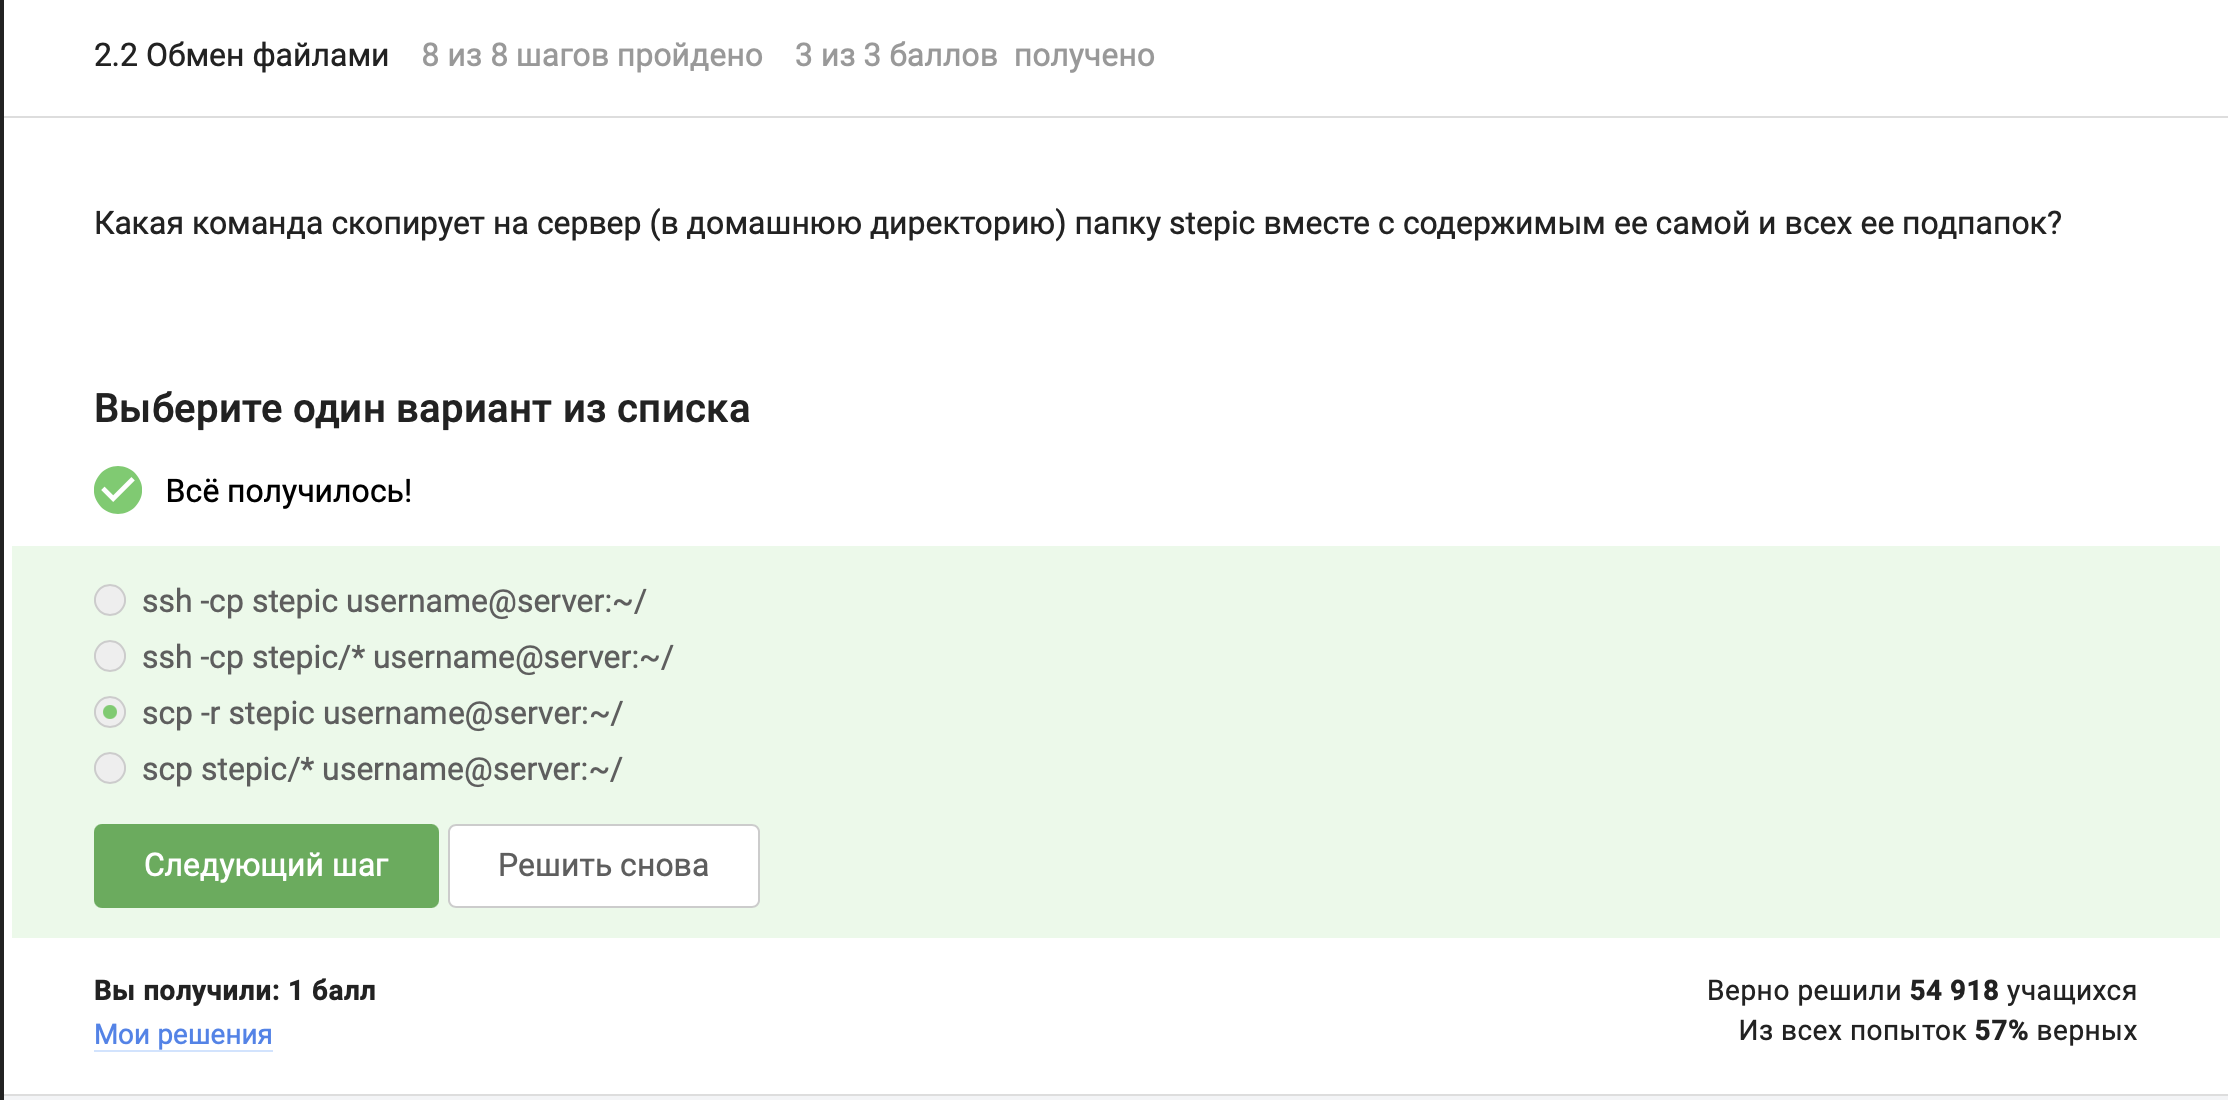 2.2 Обмен файлами 8 из 8 шагов пройдено 3 из 3 баллов получено
Какая команда скопирует на сервер (в домашнюю директорию) папку stepic вместе с содержимым ее самой и всех ее подпапок?
Выберите один вариант из списка
Всё получилось!
ssh -cp stepic username@server:~/
ssh -cp stepic/* username@server:~/
scp -r stepic username@server:~/
scp stepic/* username@server:~/
Следующий шаг Решить снова
Вы получили: 1 балл
Мои решения
Верно решили 54 918 учащихся
Из всех попыток 57% верных